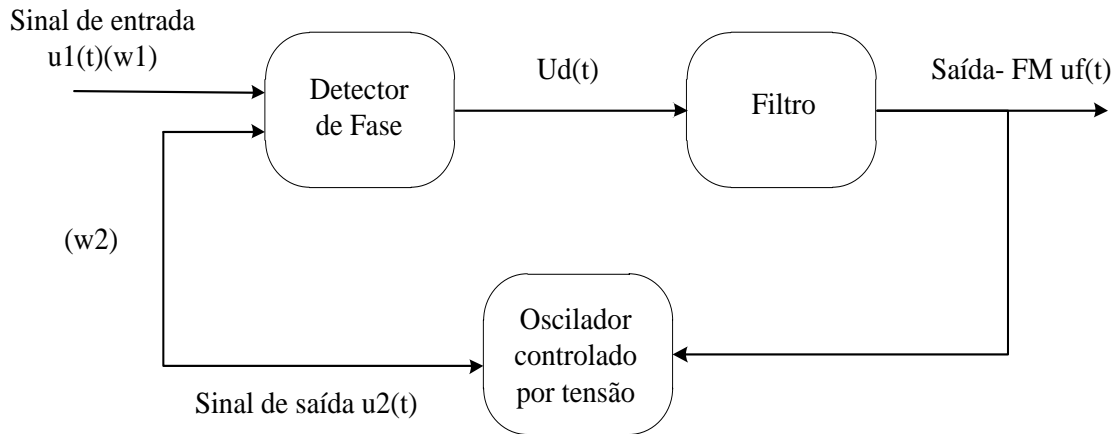 Sinal de entrada
u1(t)(w1)
Detector
de Fase
Ud(t)
Filtro
Saída- FM uf(t)
(w2)
Oscilador
controlado
por tensão
Sinal de saída u2(t)